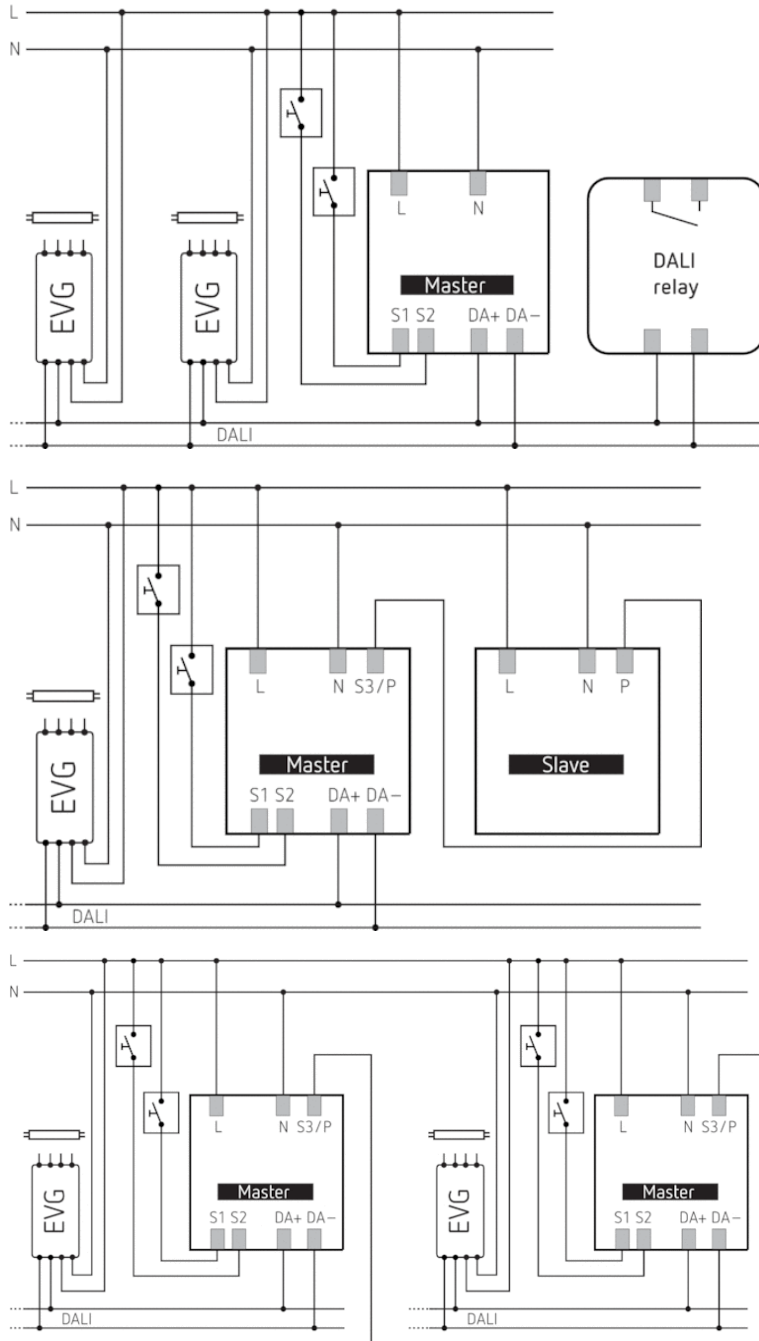 L
N
EVG
EVG
L N
Master
S1 S2 DA+ DA-
DALI
relay
DALI
L
N
L N S3/P
Master
S1 S2 DA+ DA-
L N P
Slave
EVG
DALI
L
N
L N S3/P
Master
S1 S2 DA+ DA-
EVG
DALI
L N S3/P
Master
S1 S2 DA+ DA-
EVG
DALI